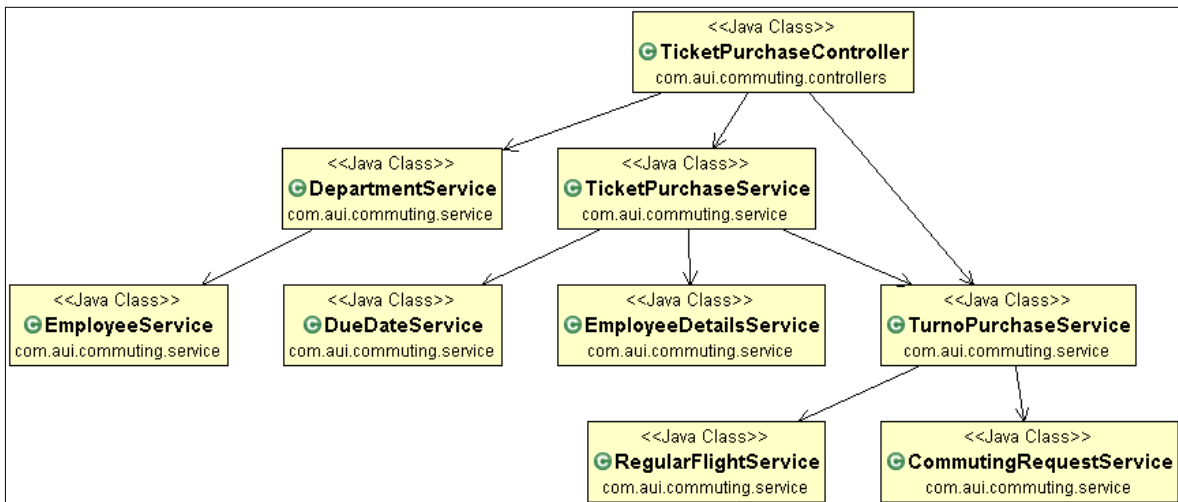 <<Java Class>>
TicketPurchaseController
com.aui.commuting.controllers
<<Java Class>>
DepartmentService
com.aui.commuting.service
<<Java Class>>
TicketPurchaseService
com.aui.commuting.service
<<Java Class>>
EmployeeService
com.aui.commuting.service
<<Java Class>>
DueDateService
com.aui.commuting.service
<<Java Class>>
EmployeeDetailsService
com.aui.commuting.service
<<Java Class>>
TurnoPurchaseService
com.aui.commuting.service
<<Java Class>>
RegularFlightService
com.aui.commuting.service
<<Java Class>>
CommutingRequestService
com.aui.commuting.service